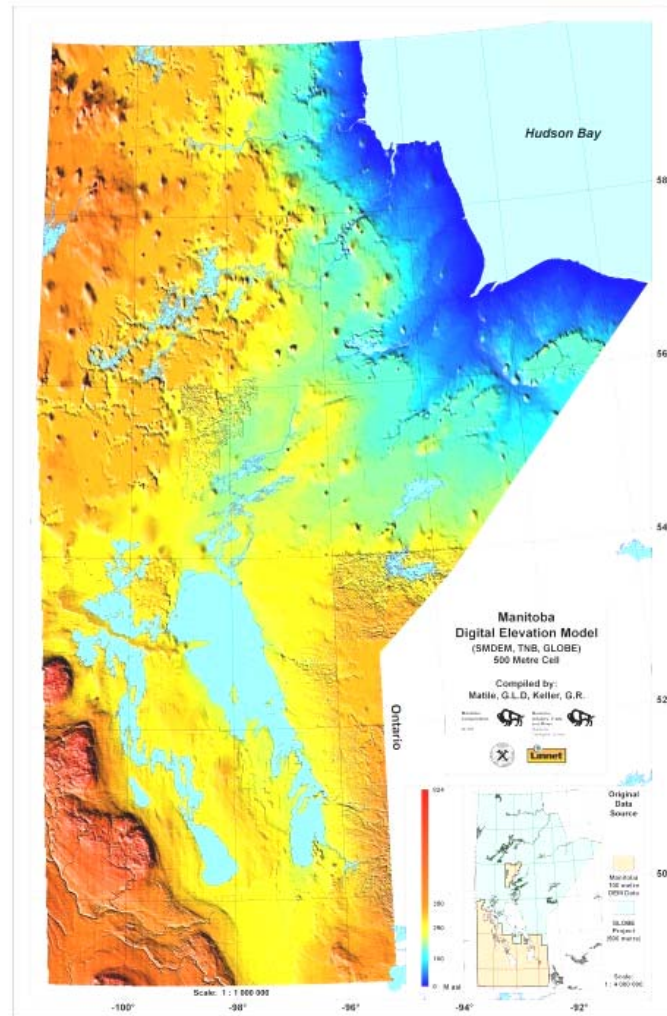 Hudson Bay
58
56
54
Manitoba
Digital Elevation Model
(SMDEM, TNB, GLOBE)
500 Metre Cell
Compiled by:
Matile, G.L.D, Keller, G.R.
Linnet
52
Ontario
Original
Data
Source
Manitoba
100 metre
DEM Data
GLOBE
Project
(500 metre)
Scale:
1 : 4 000 000
50
0 M asl
Scale: 1 : 1 000 000
-100° -98° -96° -94° -92°